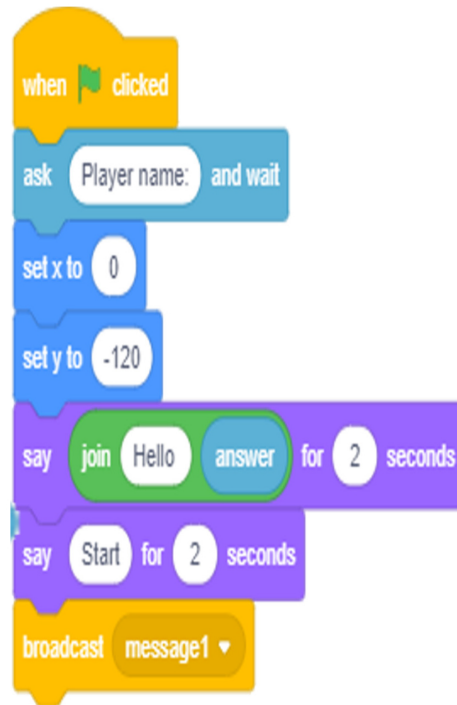 when clicked
ask Player name: and wait
set x to 0
set y to -120
say join Hello answer for 2 seconds
say Start for 2 seconds
broadcast message1